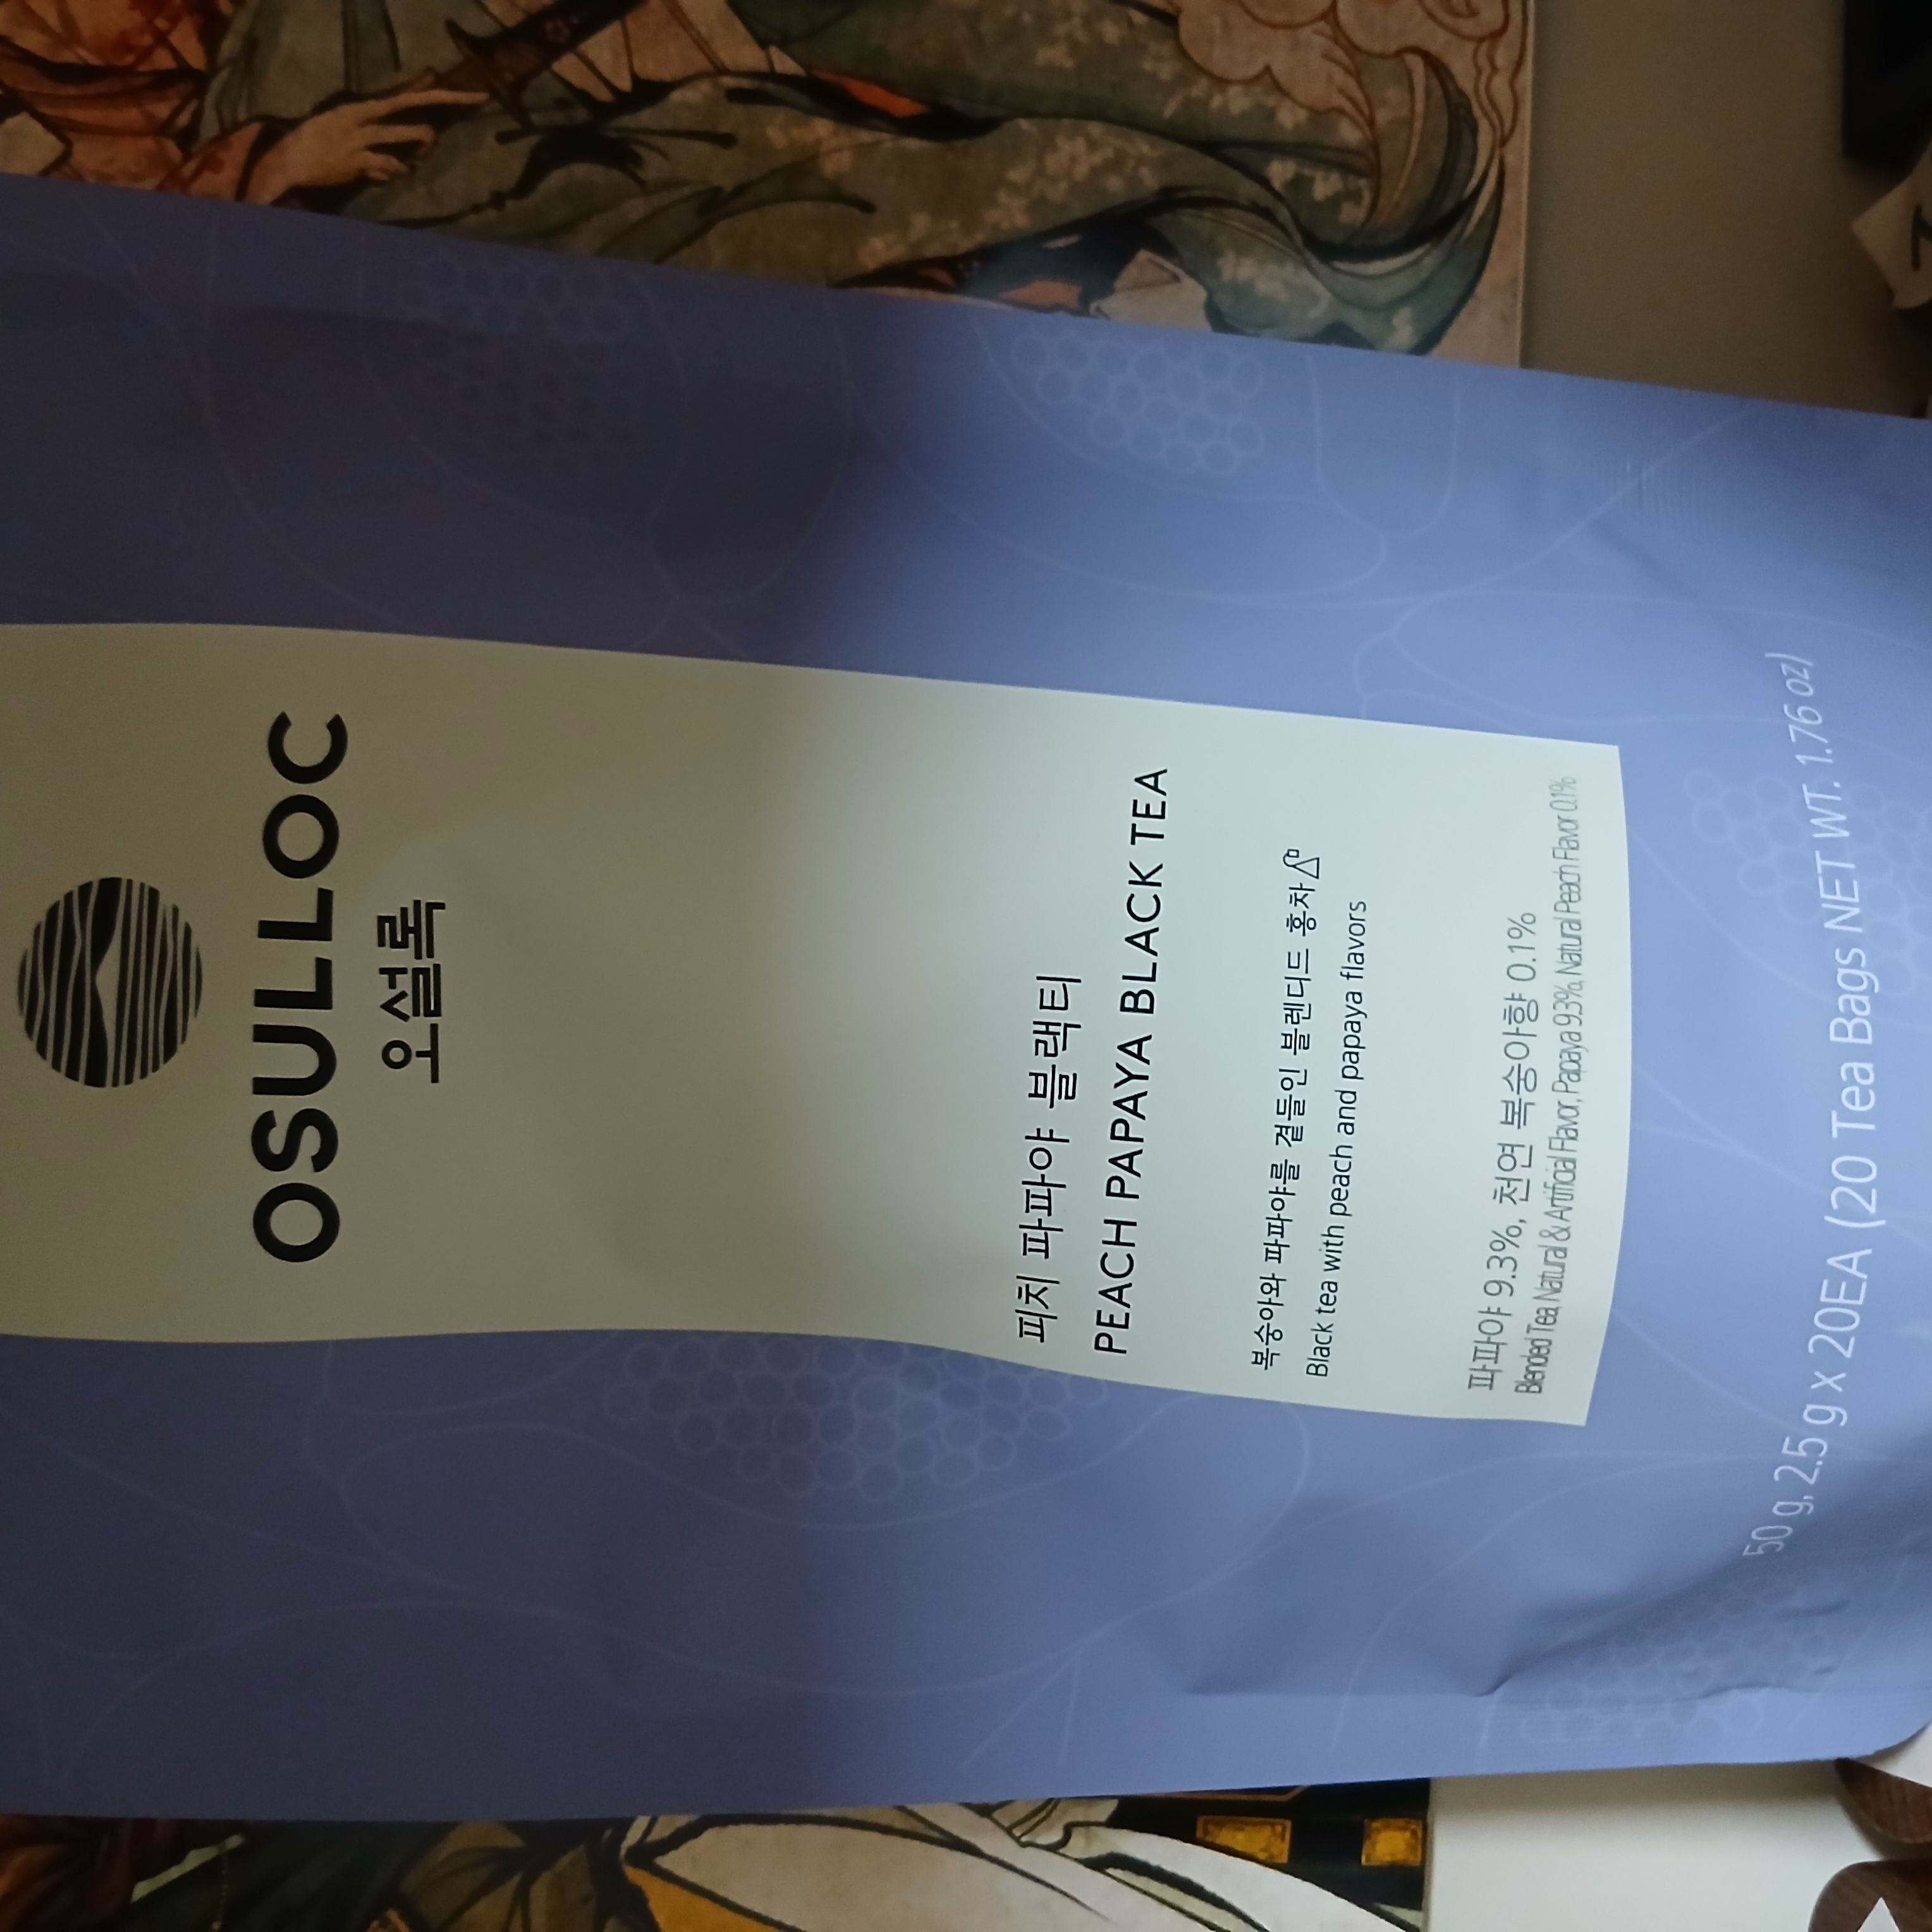 OSULLOC
오설록
피치 파파야 블랙티
PEACH PAPAYA BLACK TEA
복숭아와 파파야를 곁들인 블렌디드 홍차
Black tea with peach and papaya flavors
파파야 9.3%, 천연 복숭아향 0.1%
Blended Tea, Natural & Artificial Flavor, Papaya 9.3%, Natural Peach Flavor 0.1%
50 g, 2.5 g x 20EA (20 Tea Bags NET WT. 1.76 oz)